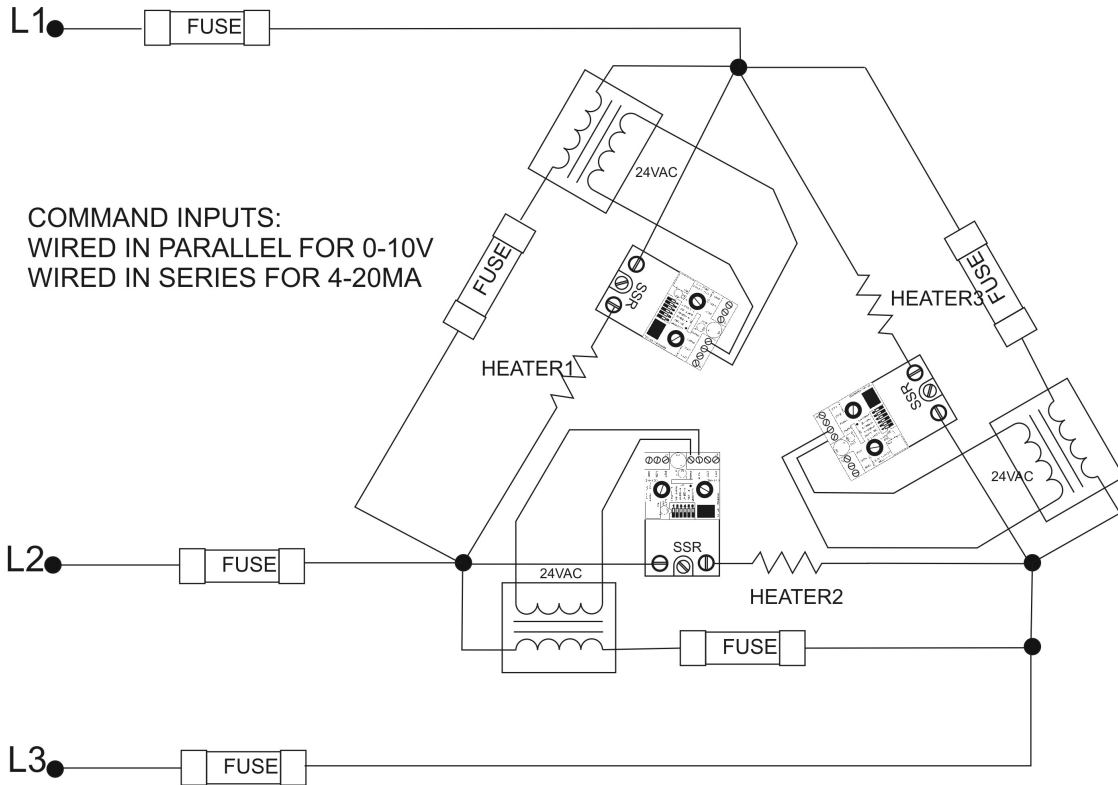 L1
FUSE
24VAC
COMMAND INPUTS:
WIRED IN PARALLEL FOR 0-10V
WIRED IN SERIES FOR 4-20MA
FUSE
SSR
HEATER3
FUSE
HEATER1
SSR
24VAC
SSR
L2
FUSE
24VAC
HEATER2
FUSE
L3
FUSE